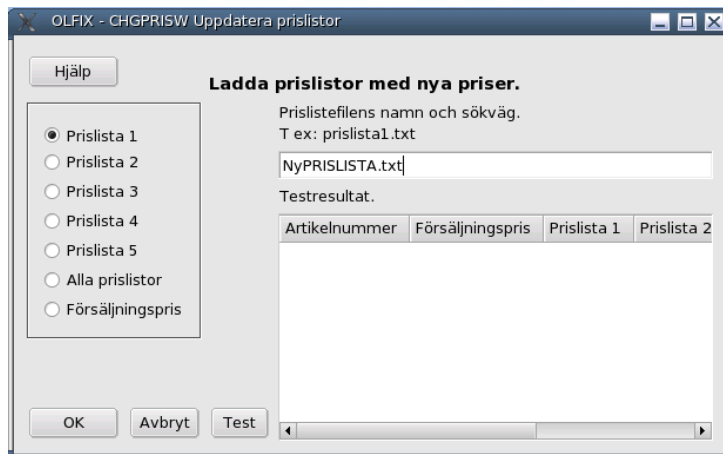 OLFIX - CHGPRISW Uppdatera prislistor
Hjälp
Ladda prislistor med nya priser.
Prislistefilens namn och sökväg.
T ex: prislista1.txt
NyPRISLISTA.txt
Testresultat.
Artikelnummer Försäljningspris Prislista 1 Prislista 2
Prislista 1
Prislista 2
Prislista 3
Prislista 4
Prislista 5
Alla prislistor
Försäljningspris
OK Avbryt Test